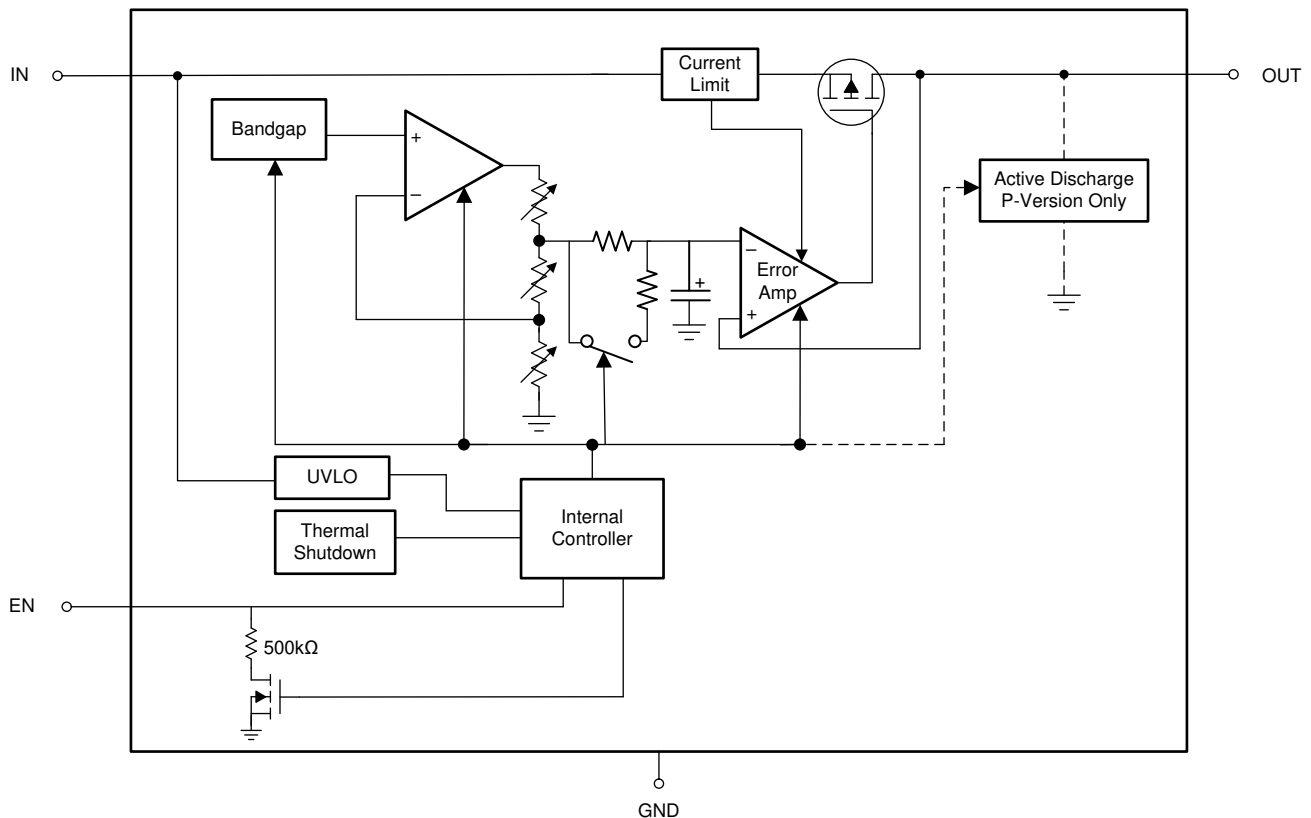 IN
Current
Limit
OUT
Bandgap
+
−
Active Discharge
P-Version Only
+
−
Error
Amp
+
UVLO
Internal
Controller
Thermal
Shutdown
EN
500kΩ
GND